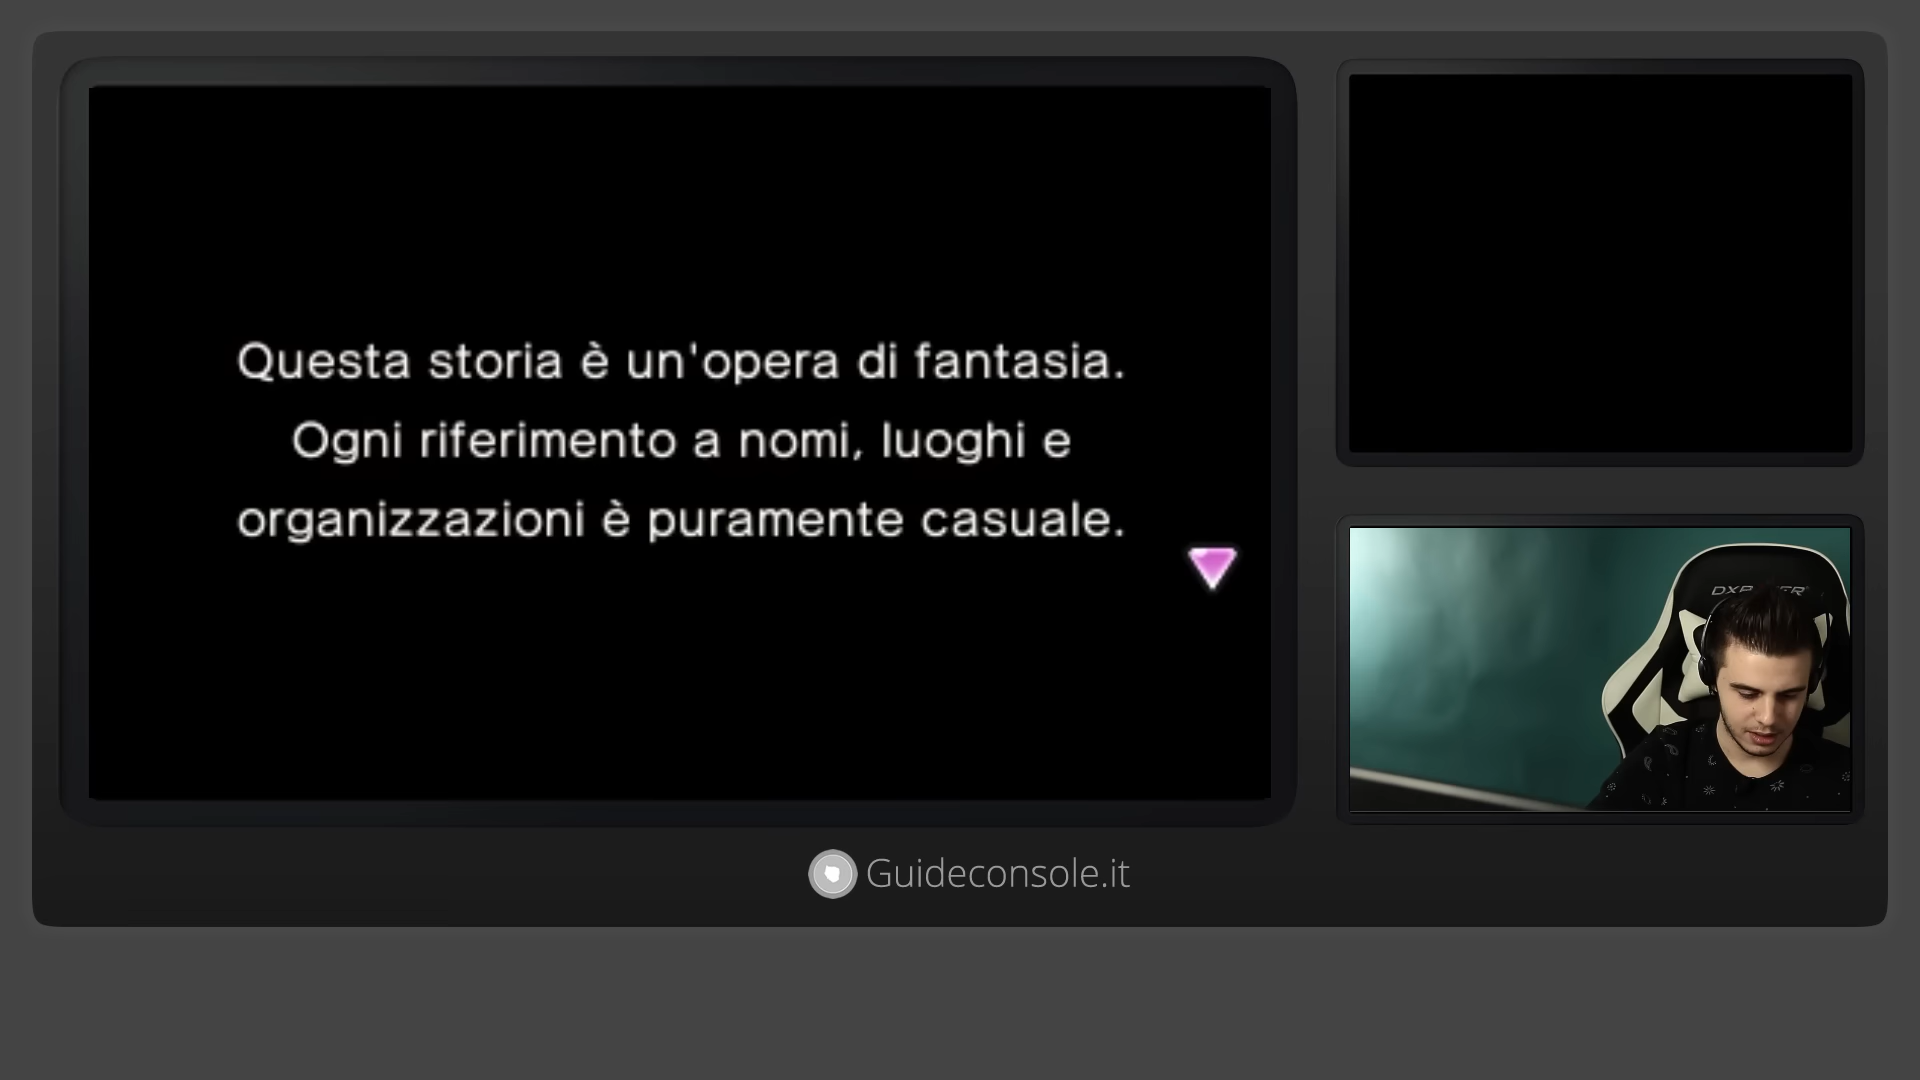 Questa storia è un'opera di fantasia.
Ogni riferimento a nomi, luoghi e
organizzazioni è puramente casuale.
Guideconsole.it